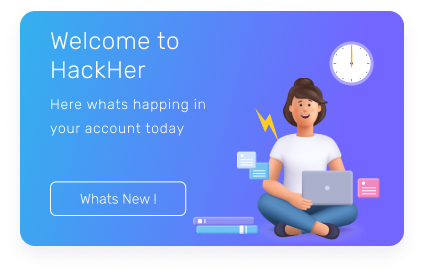 Welcome to
HackHer
Here whats happing in
your account today
Whats New !